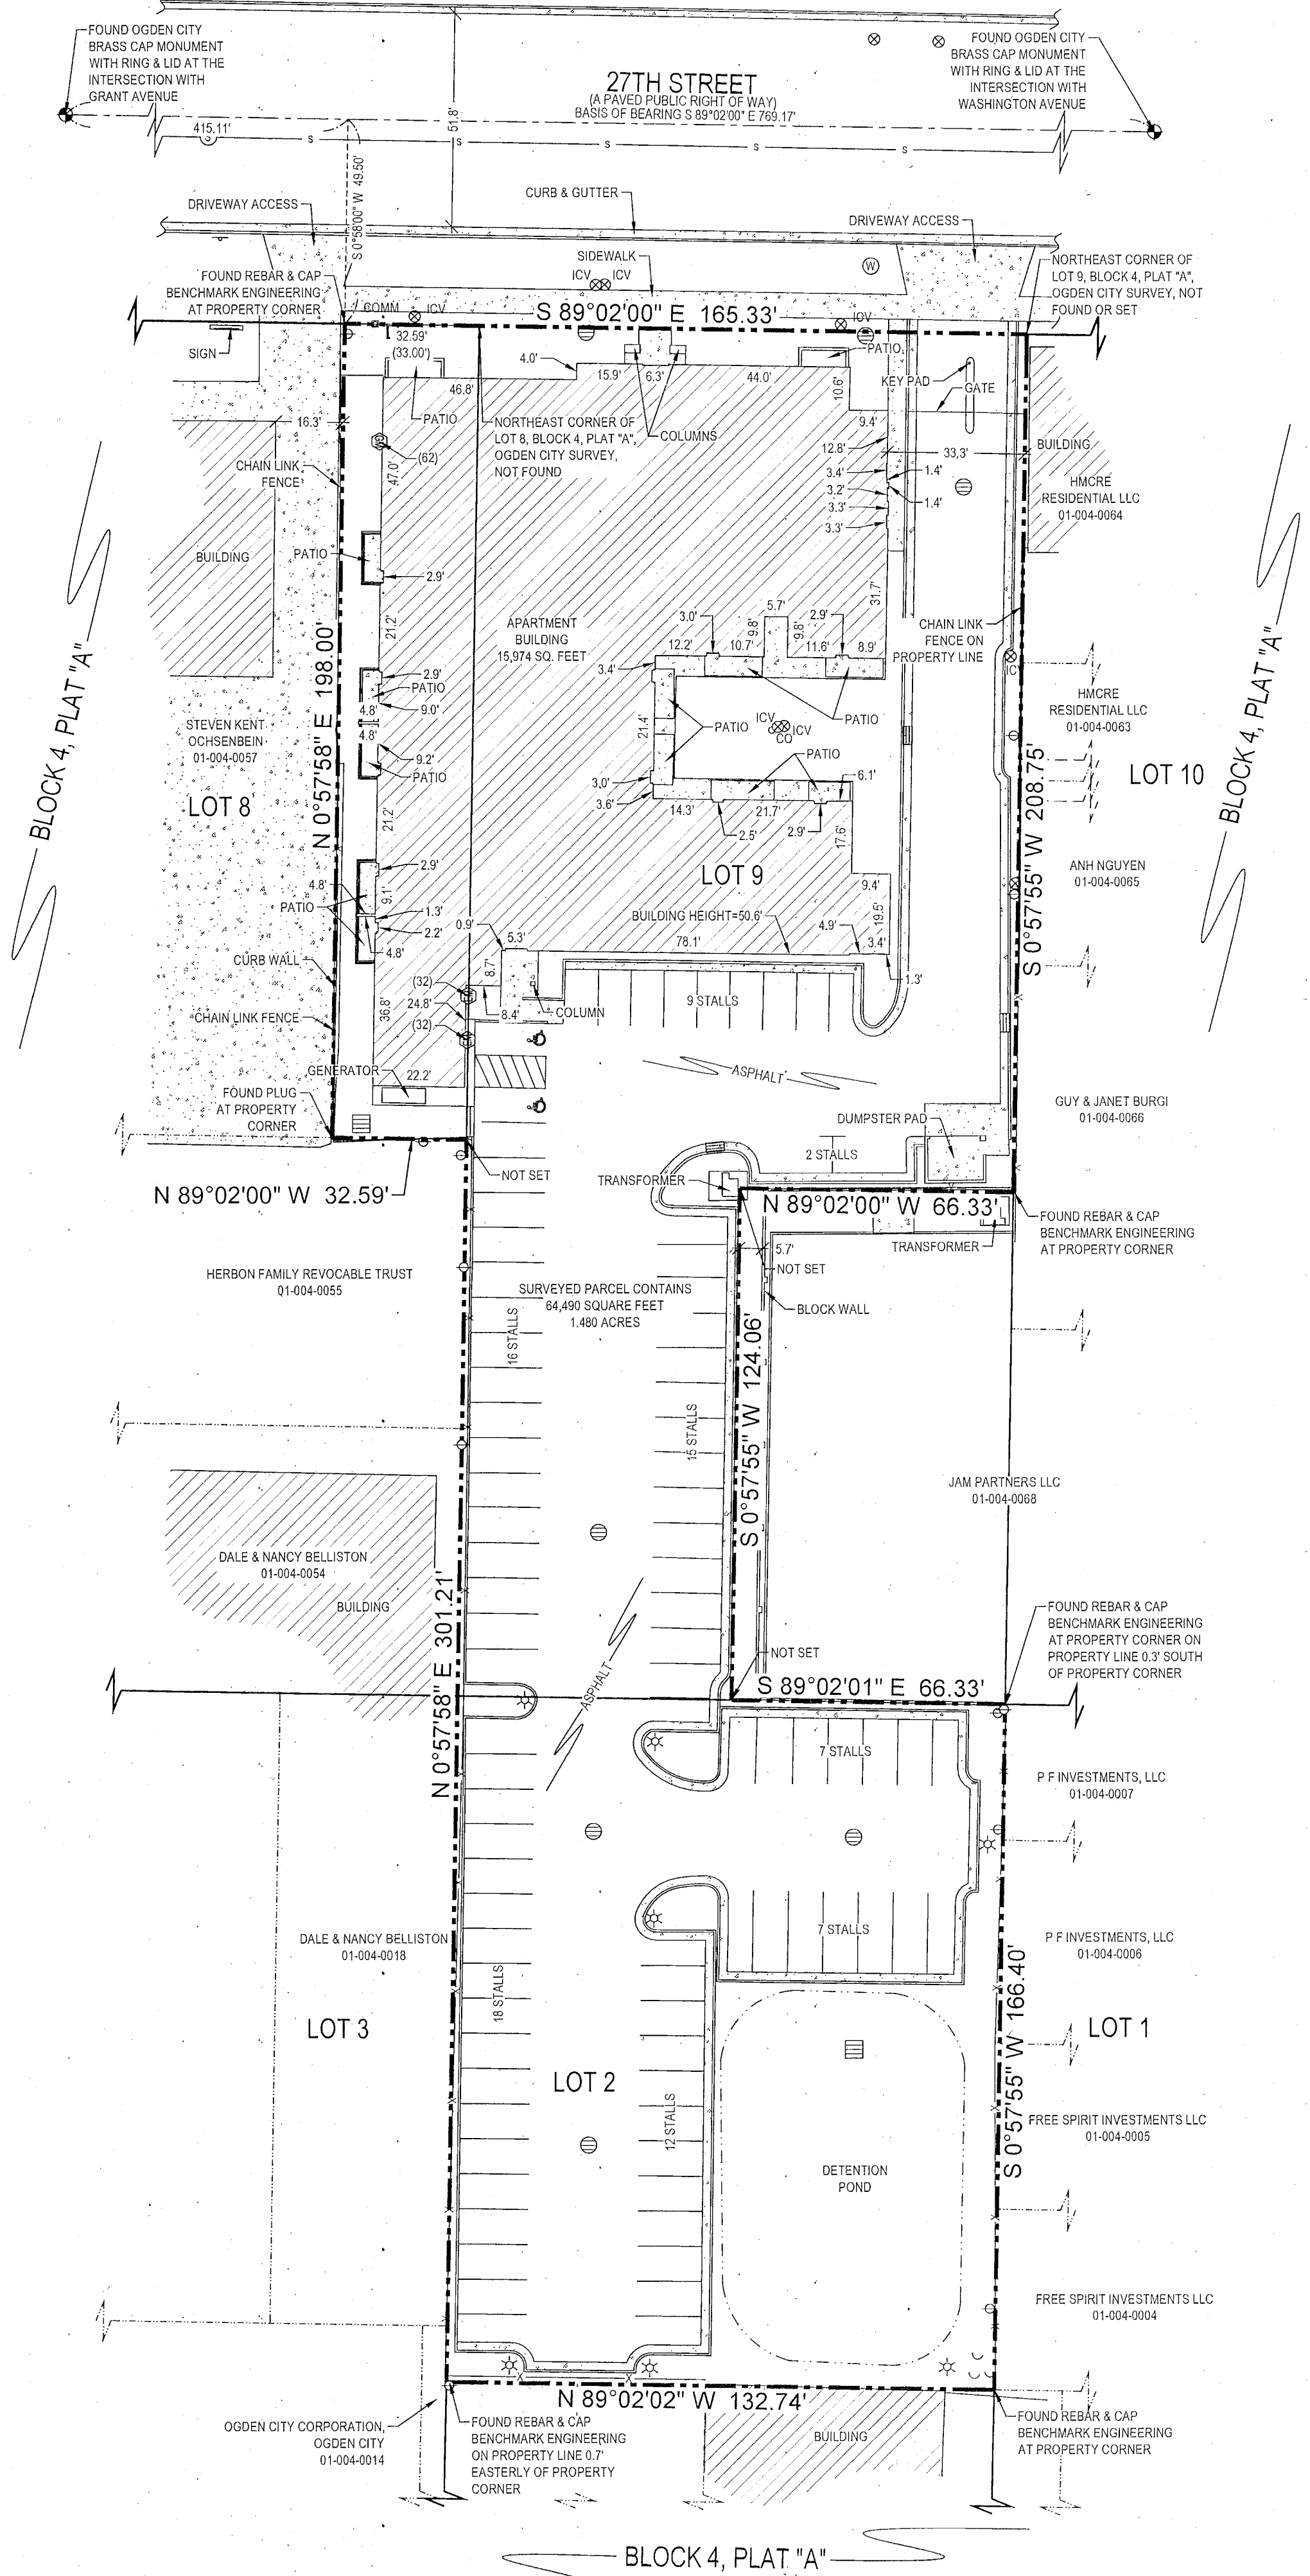 FOUND OGDEN CITY
BRASS CAP MONUMENT
WITH RING & LID AT THE
INTERSECTION WITH
GRANT AVENUE
27TH STREET
(A PAVED PUBLIC RIGHT OF WAY)
BASIS OF BEARING S 89°02'00" E 769.17'
FOUND OGDEN CITY
BRASS CAP MONUMENT
WITH RING & LID AT THE
INTERSECTION WITH
WASHINGTON AVENUE
415.11'
S
S
S
S
S
51.8'
S 0°58'00" W 49.50'
DRIVEWAY ACCESS
CURB & GUTTER
DRIVEWAY ACCESS
SIDEWALK
W
FOUND REBAR & CAP
BENCHMARK ENGINEERING
AT PROPERTY CORNER
ICV
ICV
NORTHEAST CORNER OF
LOT 9, BLOCK 4, PLAT "A",
OGDEN CITY SURVEY, NOT
FOUND OR SET
COMM
ICV
S 89°02'00" E 165.33'
ICV
SIGN
32.59'
(33.00')
4.0'
15.9'
6.3'
44.0'
PATIO
KEY PAD
GATE
46.8'
10.6'
PATIO
NORTHEAST CORNER OF
LOT 8, BLOCK 4, PLAT "A",
OGDEN CITY SURVEY,
NOT FOUND
COLUMNS
9.4'
12.8'
33.3'
BUILDING
16.3'
(62)
47.0'
CHAIN LINK
FENCE
3.4'
1.4'
3.2'
1.4'
3.3'
3.3'
HMCRE
RESIDENTIAL LLC
01-004-0064
BUILDING
PATIO
2.9'
31.7'
21.2'
APARTMENT
BUILDING
15,974 SQ. FEET
3.0'
5.7'
2.9'
12.2'
10.7'
9.8'
9.8'
11.6'
8.9'
CHAIN LINK
FENCE ON
PROPERTY LINE
3.4'
IC
2.9'
PATIO
4.8'
9.0'
4.8'
9.2'
PATIO
PATIO
21.4'
ICV
ICV
CO
PATIO
PATIO
HMCRE
RESIDENTIAL LLC
01-004-0063
STEVEN KENT
OCHSENBEIN
01-004-0057
LOT 8
N 0°57'58" E 198.00'
BLOCK 4, PLAT "A"
3.0'
3.6'
14.3'
21.7'
6.1'
2.5'
2.9'
17.6'
21.2'
LOT 10
BLOCK 4, PLAT "A"
S 0°57'55" W 208.75'
ANH NGUYEN
01-004-0065
2.9'
4.8'
9.1'
PATIO
1.3'
2.2'
4.8'
LOT 9
9.4'
19.5'
BUILDING HEIGHT=50.6'
4.9'
3.4'
78.1'
0.9'
5.3'
8.7'
1.3'
CURB WALL
(32)
24.8'
8.4'
COLUMN
9 STALLS
36.8'
CHAIN LINK FENCE
(32)
GENERATOR
22.2'
ASPHALT
FOUND PLUG
AT PROPERTY
CORNER
DUMPSTER PAD
GUY & JANET BURGI
01-004-0066
2 STALLS
NOT SET
TRANSFORMER
N 89°02'00" W 32.59'
N 89°02'00" W 66.33'
FOUND REBAR & CAP
BENCHMARK ENGINEERING
AT PROPERTY CORNER
TRANSFORMER
5.7'
NOT SET
BLOCK WALL
HERBON FAMILY REVOCABLE TRUST
01-004-0055
SURVEYED PARCEL CONTAINS
64,490 SQUARE FEET
1.480 ACRES
16 STALLS
S 0°57'55" W 124.06'
15 STALLS
JAM PARTNERS LLC
01-004-0068
DALE & NANCY BELLISTON
01-004-0054
BUILDING
N 0°57'58" E 301.21'
ASPHALT
FOUND REBAR & CAP
BENCHMARK ENGINEERING
AT PROPERTY CORNER ON
PROPERTY LINE 0.3' SOUTH
OF PROPERTY CORNER
NOT SET
S 89°02'01" E 66.33'
7 STALLS
P F INVESTMENTS, LLC
01-004-0007
7 STALLS
DALE & NANCY BELLISTON
01-004-0018
P F INVESTMENTS, LLC
01-004-0006
18 STALLS
S 0°57'55" W 166.40'
LOT 3
LOT 1
LOT 2
12 STALLS
FREE SPIRIT INVESTMENTS LLC
01-004-0005
DETENTION
POND
FREE SPIRIT INVESTMENTS LLC
01-004-0004
N 89°02'02" W 132.74'
OGDEN CITY CORPORATION,
OGDEN CITY
01-004-0014
FOUND REBAR & CAP
BENCHMARK ENGINEERING
ON PROPERTY LINE 0.7'
EASTERLY OF PROPERTY
CORNER
BUILDING
FOUND REBAR & CAP
BENCHMARK ENGINEERING
AT PROPERTY CORNER
BLOCK 4, PLAT "A"